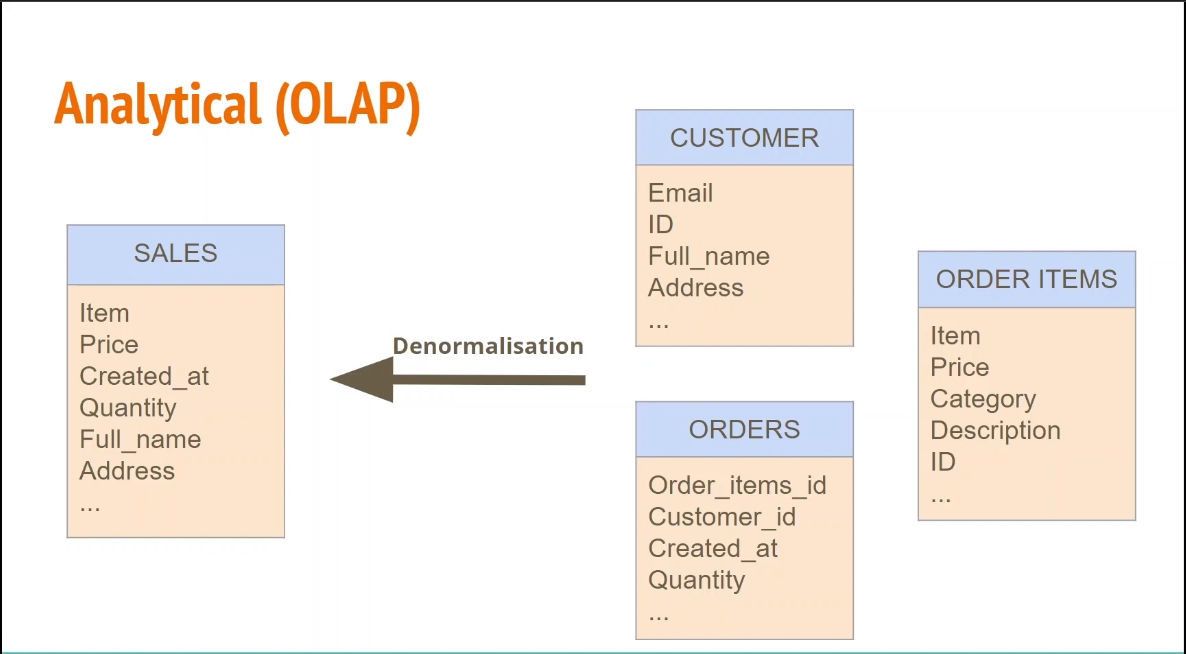 Analytical (OLAP)
SALES
Item
Price
Created_at
Quantity
Full_name
Address
...
Denormalisation
CUSTOMER
Email
ID
Full_name
Address
...
ORDERS
Order_items_id
Customer_id
Created_at
Quantity
...
ORDER ITEMS
Item
Price
Category
Description
ID
...